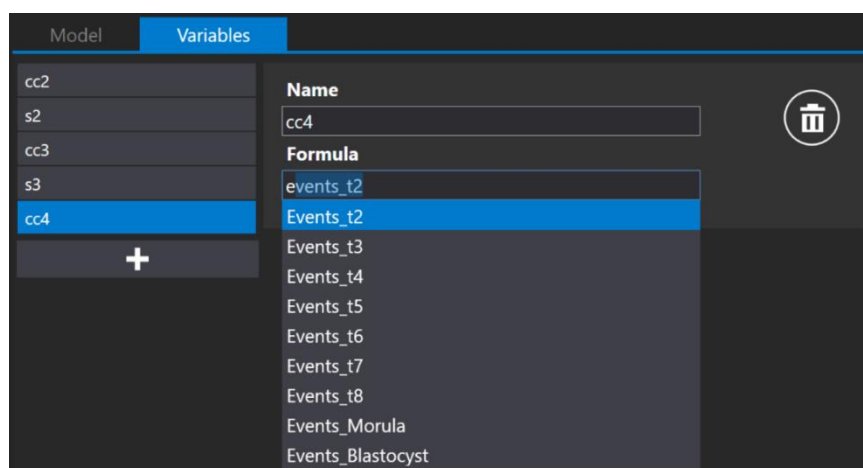 Model Variables
cc2
s2
cc3
s3
cc4
+
Name
cc4
Formula
events_t2
Events_t2
Events_t3
Events_t4
Events_t5
Events_t6
Events_t7
Events_t8
Events_Morula
Events_Blastocyst